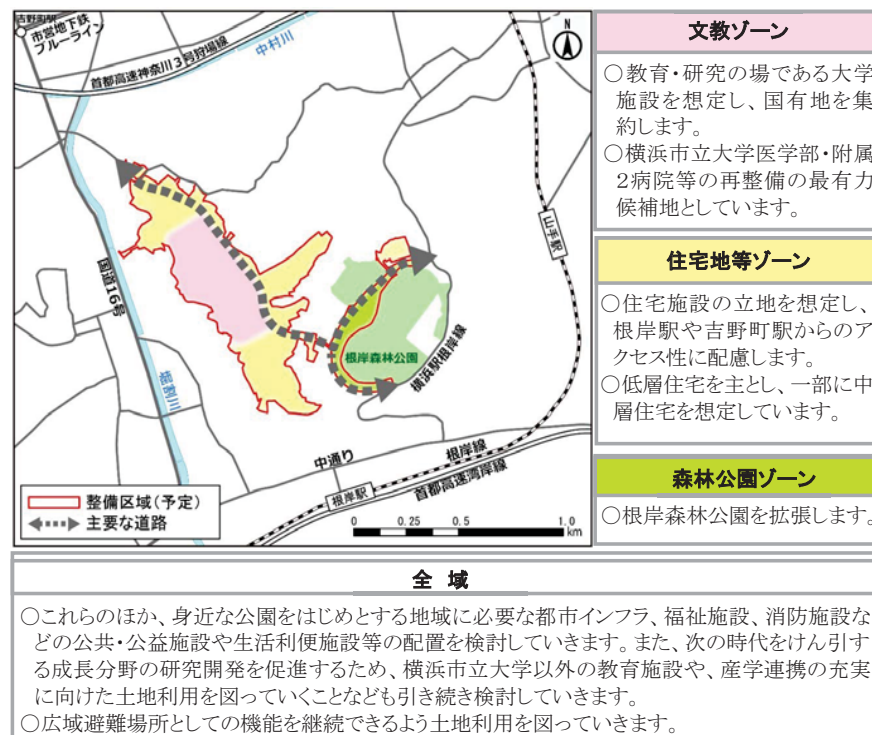 吉野町駅
市営地下鉄
ブルーライン
中村川
首都高速神奈川3号狩場線
N
山手駅
国道16号
根岸森林公園
横浜駅根岸線
堀割川
中通り
根岸線
根岸駅
首都高速湾岸線
整備区域(予定)
主要な道路
0 0.25 0.5 1.0
km
文教ゾーン
○教育・研究の場である大学
施設を想定し、国有地を集
約します。
○横浜市立大学医学部・附属
2病院等の再整備の最有力
候補地としています。
住宅地等ゾーン
○住宅施設の立地を想定し、
根岸駅や吉野町駅からのア
クセス性に配慮します。
○低層住宅を主とし、一部に中
層住宅を想定しています。
森林公園ゾーン
○根岸森林公園を拡張します。
全 域
○これらのほか、身近な公園をはじめとする地域に必要な都市インフラ、福祉施設、消防施設な
どの公共・公益施設や生活利便施設等の配置を検討していきます。また、次の時代をけん引す
る成長分野の研究開発を促進するため、横浜市立大学以外の教育施設や、産学連携の充実
に向けた土地利用を図っていくことなども引き続き検討していきます。
○広域避難場所としての機能を継続できるよう土地利用を図っていきます。